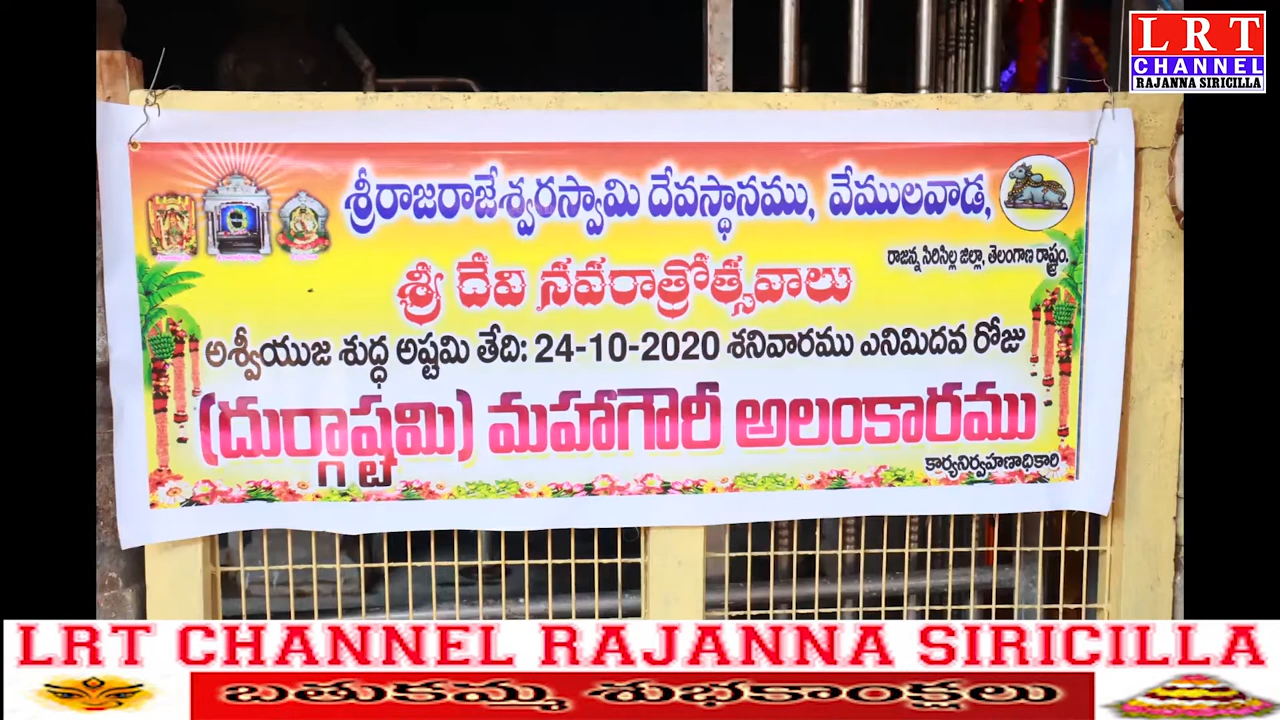 LRT
CHANNEL
RAJANNA SIRICILLA
శ్రీరాజరాజేశ్వరస్వామి దేవస్థానము, వేములవాడ,
రాజన్న సిరిసిల్ల జిల్లా, తెలంగాణ రాష్ట్రం.
శ్రీ దేవి నవరాత్రోత్సవాలు
అశ్వీయుజ శుద్ధ అష్టమి తేది: 24-10-2020 శనివారము ఎనిమిదవ రోజు
(దుర్గాష్టమి) మహాగౌరీ అలంకారము
కార్యనిర్వహణాధికారి
LRT CHANNEL RAJANNA SIRICILLA
బతుకమ్మ శుభకాంక్షలు